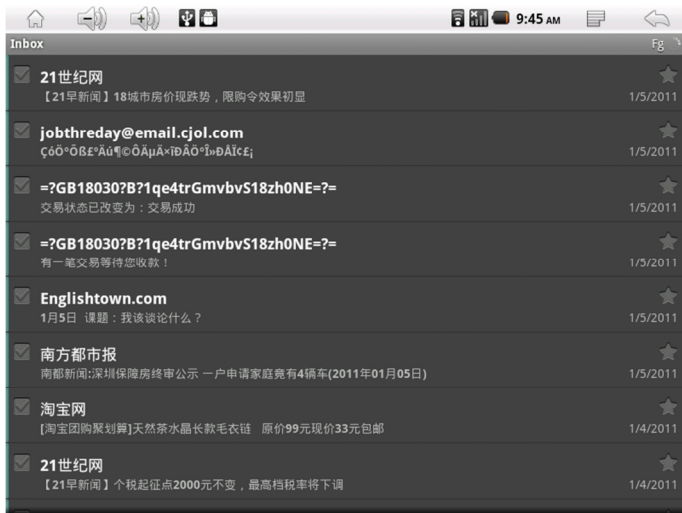 9:45 AM
Inbox Fg
21世纪网
【21早新闻】18城市房价现跌势，限购令效果初显 1/5/2011
jobthreday@email.cjol.com
ÇóÖºÕß£ºÄú¶©ÔÄµÄ×îÐÂÖºÎ»ÐÅÏ¢£¡ 1/5/2011
=?GB18030?B?1qe4trGmvbvS18zh0NE=?=
交易状态已改变为：交易成功 1/5/2011
=?GB18030?B?1qe4trGmvbvS18zh0NE=?=
有一笔交易等待您收款！ 1/5/2011
Englishtown.com
1月5日 课题：我该谈论什么？ 1/5/2011
南方都市报
南都新闻:深圳保障房终审公示 一户申请家庭竟有4辆车(2011年01月05日) 1/5/2011
淘宝网
[淘宝团购聚划算]天然茶水晶长款毛衣链 原价99元现价33元包邮 1/4/2011
21世纪网
【21早新闻】个税起征点2000元不变，最高档税率将下调 1/4/2011